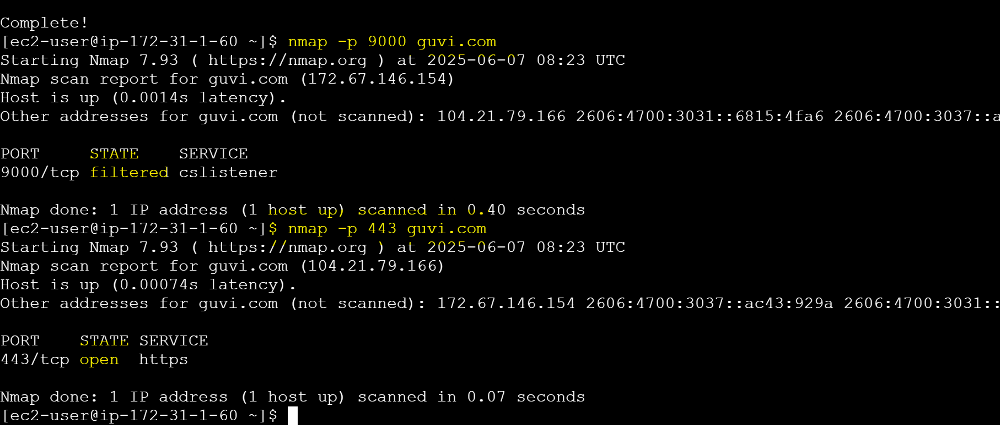 Complete!
[ec2-user@ip-172-31-1-60 ~]$ nmap -p 9000 guvi.com
Starting Nmap 7.93 ( https://nmap.org ) at 2025-06-07 08:23 UTC
Nmap scan report for guvi.com (172.67.146.154)
Host is up (0.0014s latency).
Other addresses for guvi.com (not scanned): 104.21.79.166 2606:4700:3031::6815:4fa6 2606:4700:3037::a
PORT     STATE    SERVICE
9000/tcp filtered cslistener
Nmap done: 1 IP address (1 host up) scanned in 0.40 seconds
[ec2-user@ip-172-31-1-60 ~]$ nmap -p 443 guvi.com
Starting Nmap 7.93 ( https://nmap.org ) at 2025-06-07 08:23 UTC
Nmap scan report for guvi.com (104.21.79.166)
Host is up (0.00074s latency).
Other addresses for guvi.com (not scanned): 172.67.146.154 2606:4700:3037::ac43:929a 2606:4700:3031::
PORT    STATE SERVICE
443/tcp open  https
Nmap done: 1 IP address (1 host up) scanned in 0.07 seconds
[ec2-user@ip-172-31-1-60 ~]$